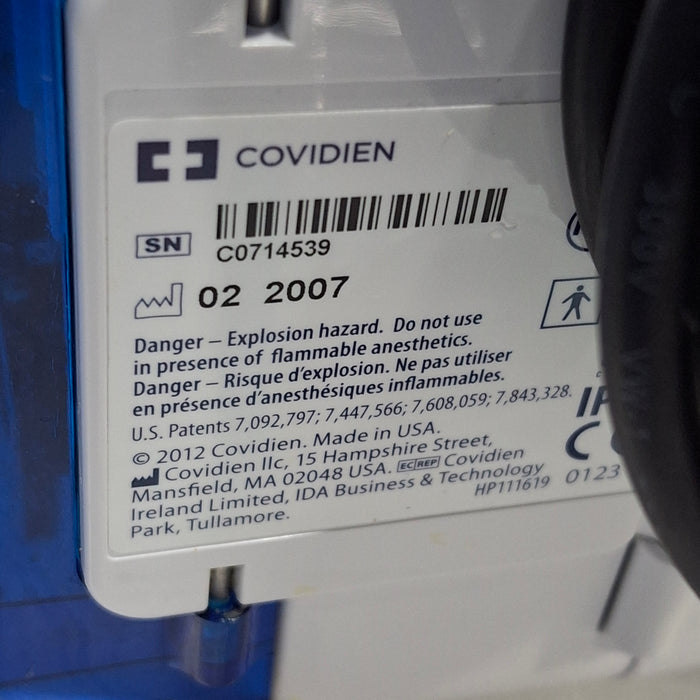 COVIDIEN
SN
C0714539
02 2007
Danger – Explosion hazard. Do not use
in presence of flammable anesthetics.
Danger – Risque d'explosion. Ne pas utiliser
en présence d'anesthésiques inflammables.
U.S. Patents 7,092,797; 7,447,566; 7,608,059; 7,843,328.
© 2012 Covidien. Made in USA.
Covidien llc, 15 Hampshire Street,
Mansfield, MA 02048 USA. EC REP Covidien
Ireland Limited, IDA Business & Technology
Park, Tullamore.
HP111619
IP
CE
0123